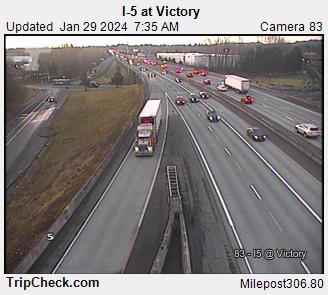 I-5 at Victory
Updated Jan 29 2024 7:35 AM Camera 83
5
83 - I5 @ Victory
TripCheck.com Milepost306.80